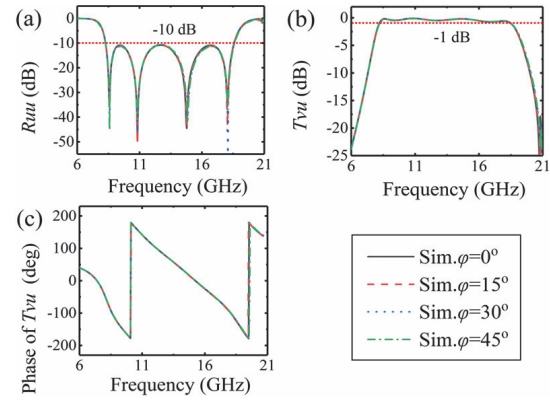 (a)
0
-10 dB
-10
-20
-30
-40
-50
Ruu (dB)
6 11 16 21
Frequency (GHz)
(b)
0
-1 dB
-5
-10
-15
-20
-25
Tvu (dB)
6 11 16 21
Frequency (GHz)
(c)
200
100
0
-100
-200
Phase of Tvu (deg)
6 11 16 21
Frequency (GHz)
Sim.φ=0°
Sim.φ=15°
Sim.φ=30°
Sim.φ=45°